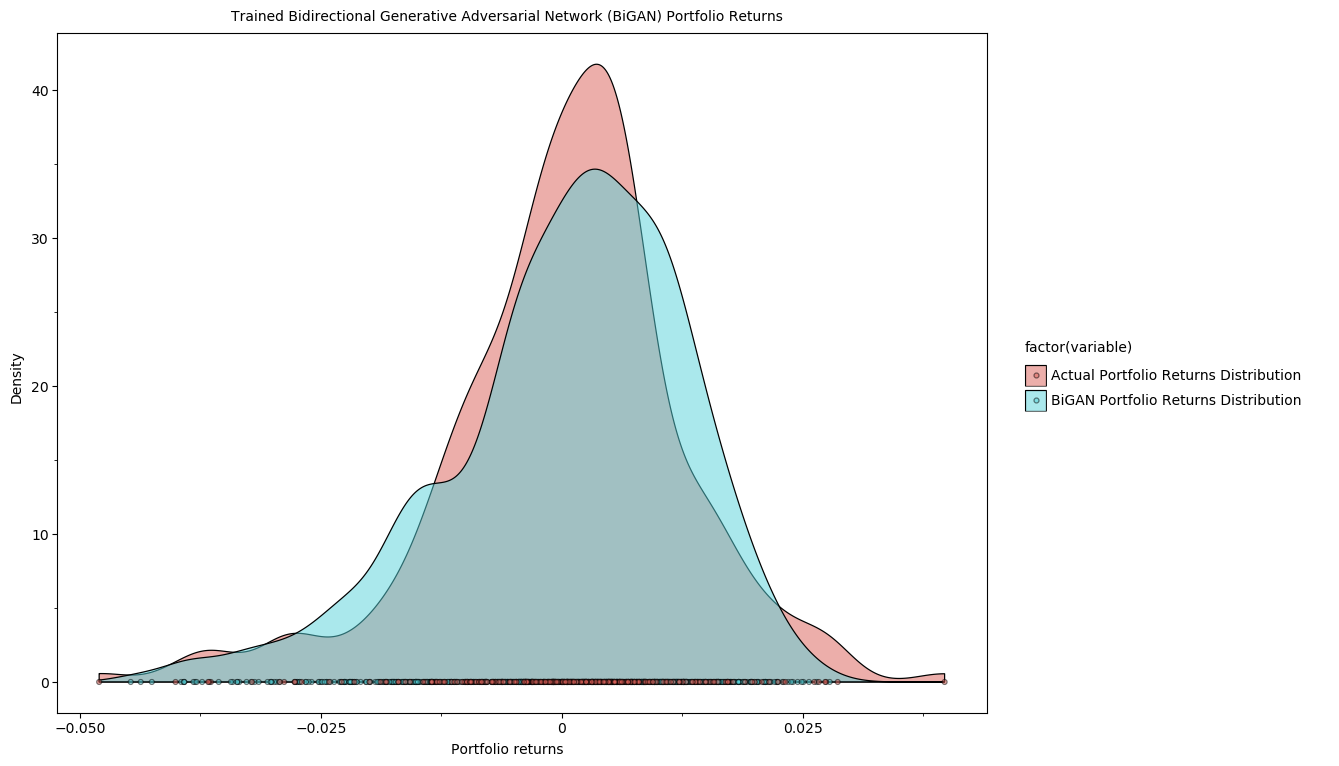 Trained Bidirectional Generative Adversarial Network (BiGAN) Portfolio Returns
40
30
20
10
0
Density
−0.050
−0.025
0
0.025
Portfolio returns
factor(variable)
Actual Portfolio Returns Distribution
BiGAN Portfolio Returns Distribution